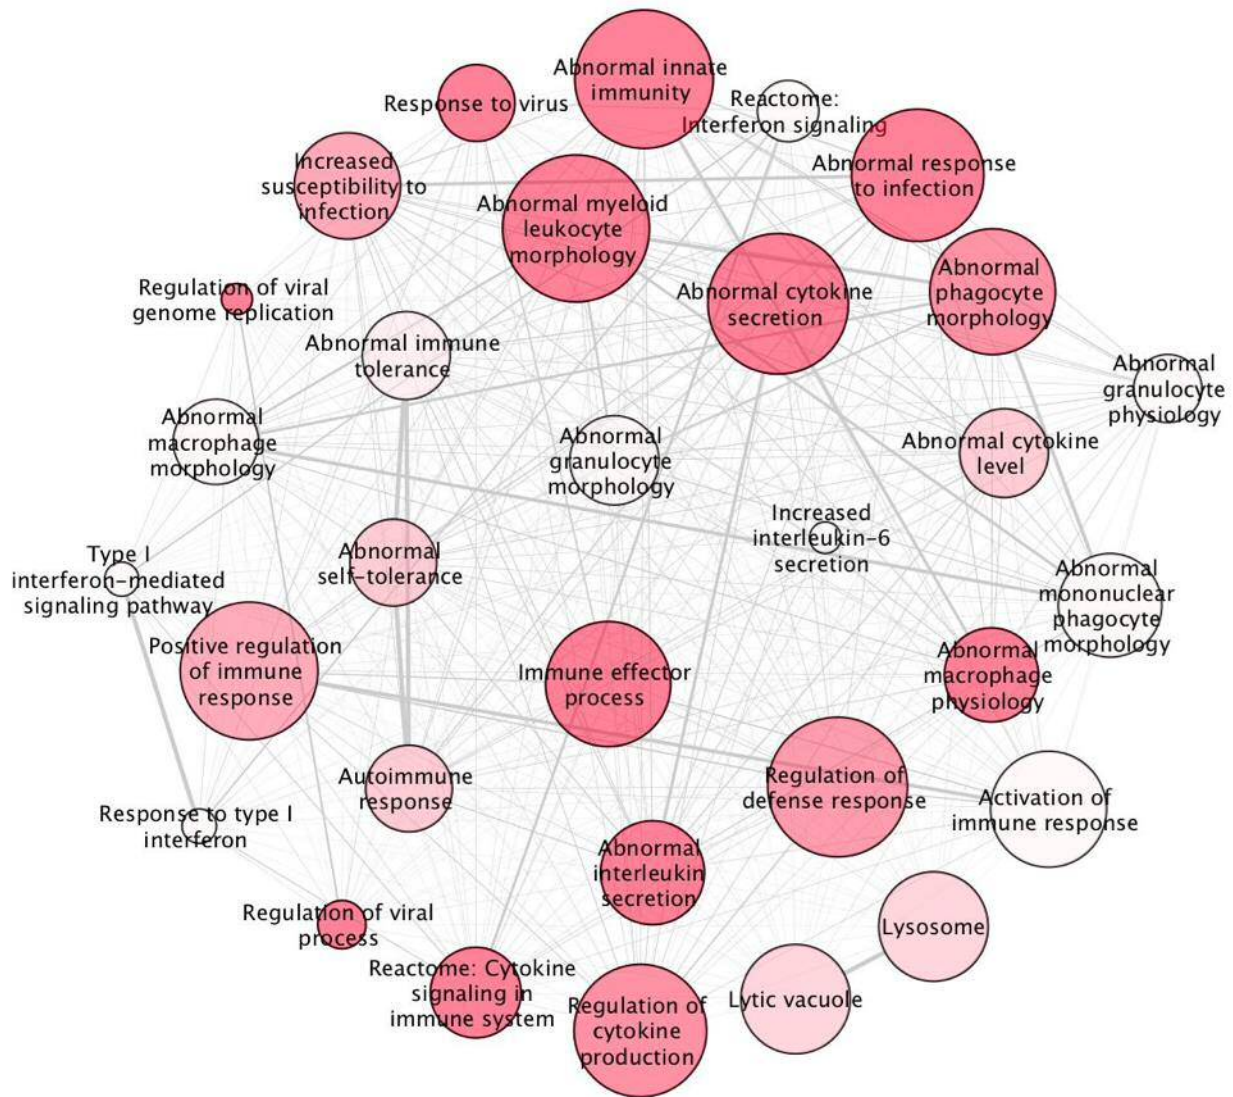 Abnormal innate
immunity
Response to virus
Reactome:
Interferon signaling
Increased
susceptibility to
infection
Abnormal response
to infection
Abnormal myeloid
leukocyte
morphology
Abnormal cytokine
secretion
Abnormal
phagocyte
morphology
Regulation of viral
genome replication
Abnormal immune
tolerance
Abnormal
granulocyte
physiology
Abnormal
macrophage
morphology
Abnormal
granulocyte
morphology
Abnormal cytokine
level
Increased
interleukin-6
secretion
Type I
interferon-mediated
signaling pathway
Abnormal
self-tolerance
Abnormal
mononuclear
phagocyte
morphology
Positive regulation
of immune
response
Immune effector
process
Abnormal
macrophage
physiology
Autoimmune
response
Regulation of
defense response
Activation of
immune response
Response to type I
interferon
Abnormal
interleukin
secretion
Regulation of viral
process
Lysosome
Reactome: Cytokine
signaling in
immune system
Regulation of
cytokine
production
Lytic vacuole